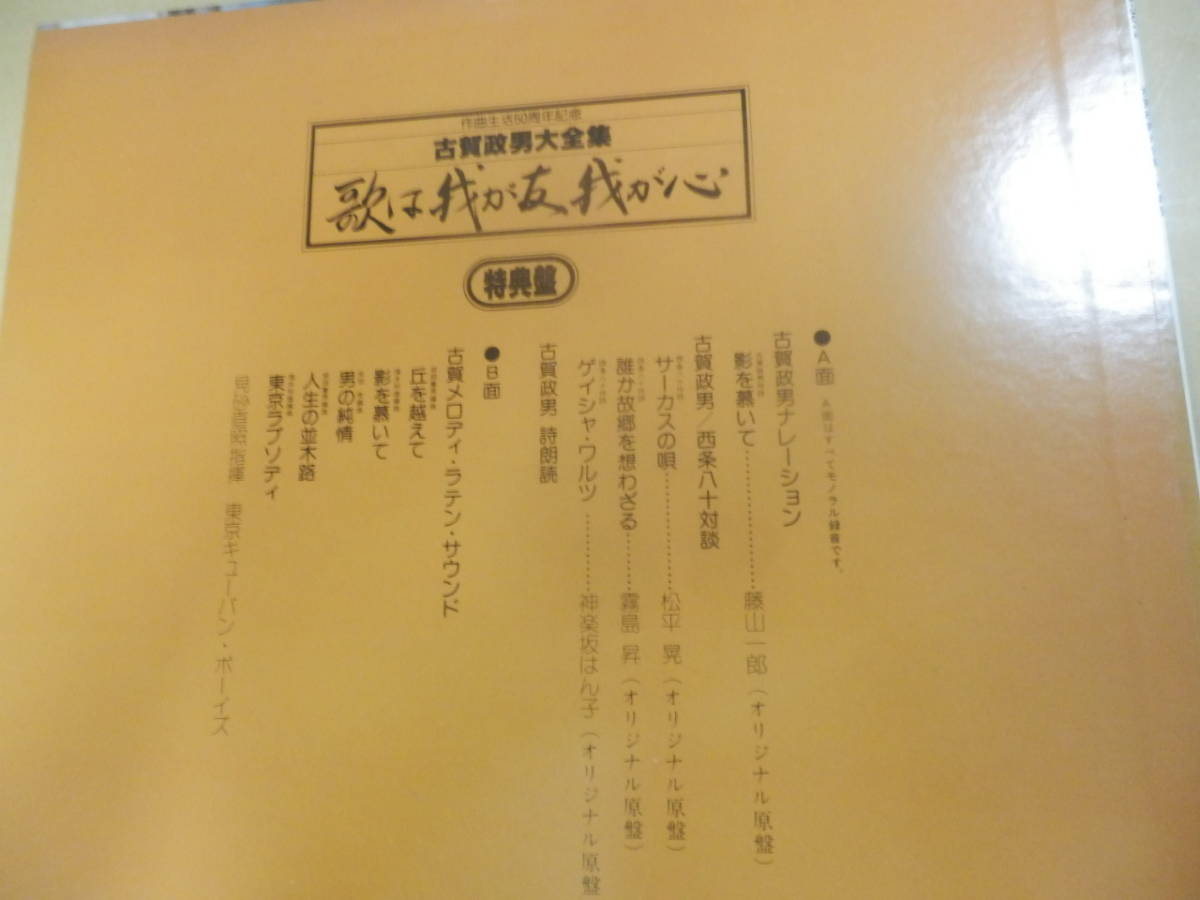 作曲生活50周年記念
古賀政男大全集
歌は我が友我が心
特典盤
●A面 A面はすべてモノラル録音です。
古賀政男ナレーション
影を慕いて…………………藤山一郎（オリジナル原盤）
古賀政男／西条八十対談
サーカスの唄………………松平 晃（オリジナル原盤）
誰か故郷を想わざる………霧島 昇（オリジナル原盤）
ゲイシャ・ワルツ…………神楽坂はん子（オリジナル原盤
古賀政男 詩朗読
●B面
古賀メロディ・ラテン・サウンド
丘を越えて
影を慕いて
男の純情
人生の並木路
東京ラプソディ
指揮 東京キューバン・ボーイズ